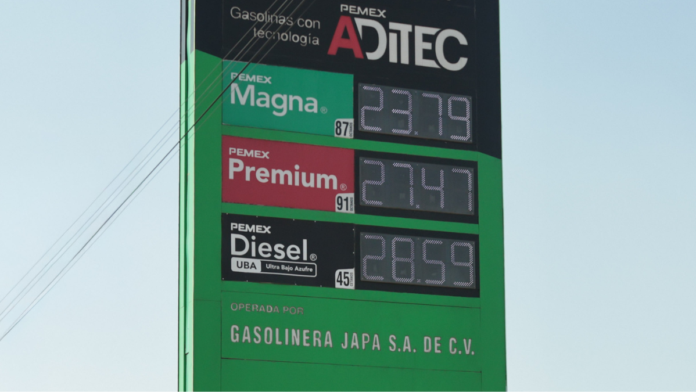 Gasolinas con
tecnología
PEMEX
ADITEC
PEMEX
Magna®
87
23.79
PEMEX
Premium®
91
27.47
PEMEX
Diesel®
UBA Ultra Bajo Azufre
45
28.59
OPERADA POR:
GASOLINERA JAPA S.A. DE C.V.